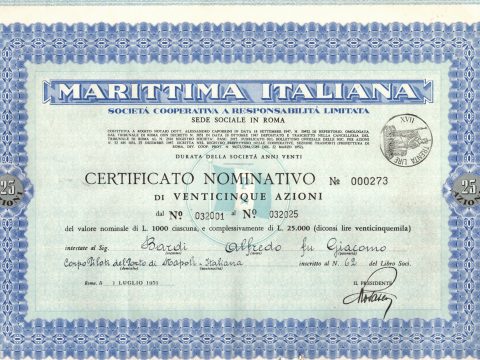 MARITTIMA ITALIANA
SOCIETÀ COOPERATIVA A RESPONSABILITÀ LIMITATA
SEDE SOCIALE IN ROMA
DURATA DELLA SOCIETÀ ANNI VENTI
XVII
CERTIFICATO NOMINATIVO № 000273
DI VENTICINQUE AZIONI
dal Nº 032001 al Nº 032025
del valore nominale di L. 1000 ciascuna, e complessivamente di L. 25.000 (diconsi lire venticinquemila)
intestate al Sig. Bardi Alfredo fu Giacomo
Corpo Piloti del Porto di Napoli - Italiana inscritto al N. 62 del Libro Soci.
Roma, li 1 LUGLIO 1951
IL PRESIDENTE
25
25